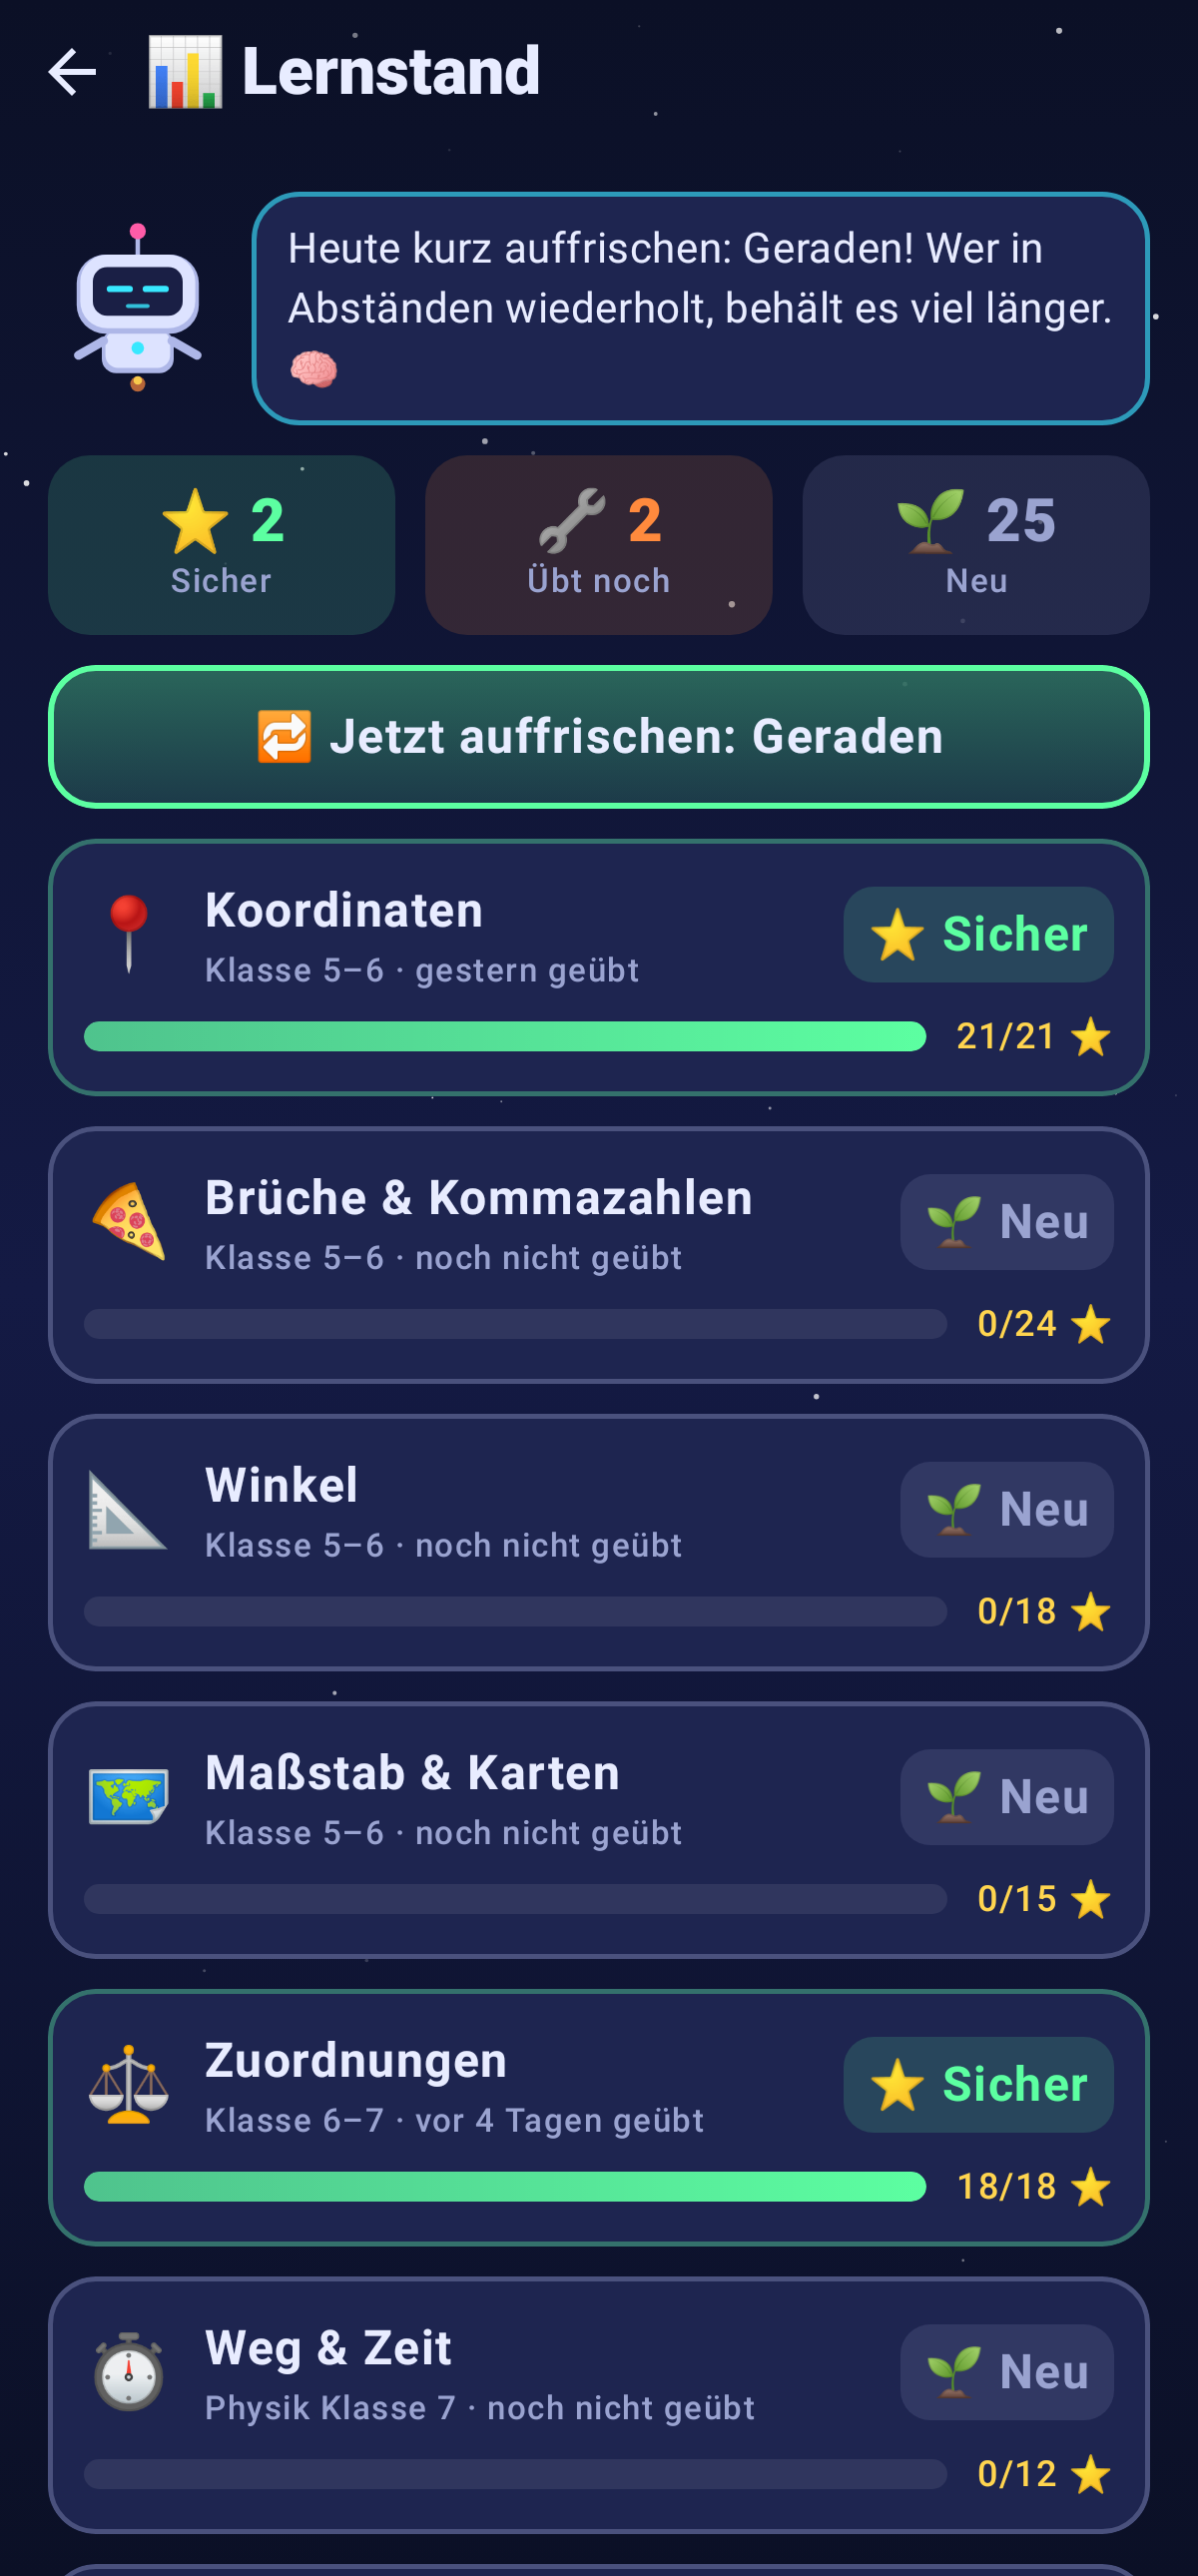 Lernstand
Heute kurz auffrischen: Geraden! Wer in
Abständen wiederholt, behält es viel länger.
2
Sicher
2
Übt noch
25
Neu
Jetzt auffrischen: Geraden
Koordinaten
Klasse 5–6 · gestern geübt
Sicher
21/21
Brüche & Kommazahlen
Klasse 5–6 · noch nicht geübt
Neu
0/24
Winkel
Klasse 5–6 · noch nicht geübt
Neu
0/18
Maßstab & Karten
Klasse 5–6 · noch nicht geübt
Neu
0/15
Zuordnungen
Klasse 6–7 · vor 4 Tagen geübt
Sicher
18/18
Weg & Zeit
Physik Klasse 7 · noch nicht geübt
Neu
0/12